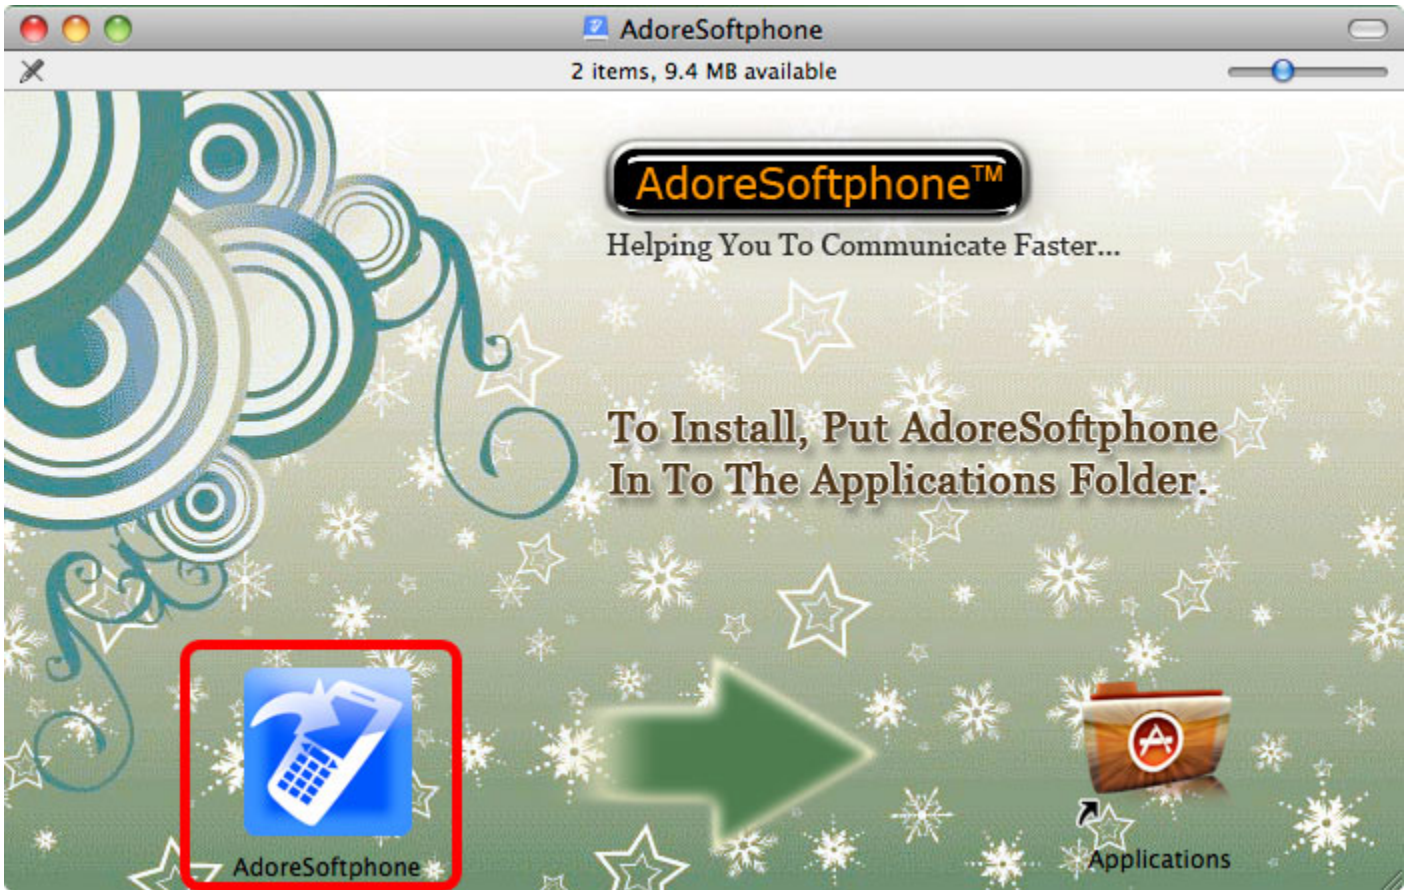 AdoreSoftphone
2 items, 9.4 MB available
AdoreSoftphone™
Helping You To Communicate Faster...
To Install, Put AdoreSoftphone
In To The Applications Folder.
AdoreSoftphone
Applications